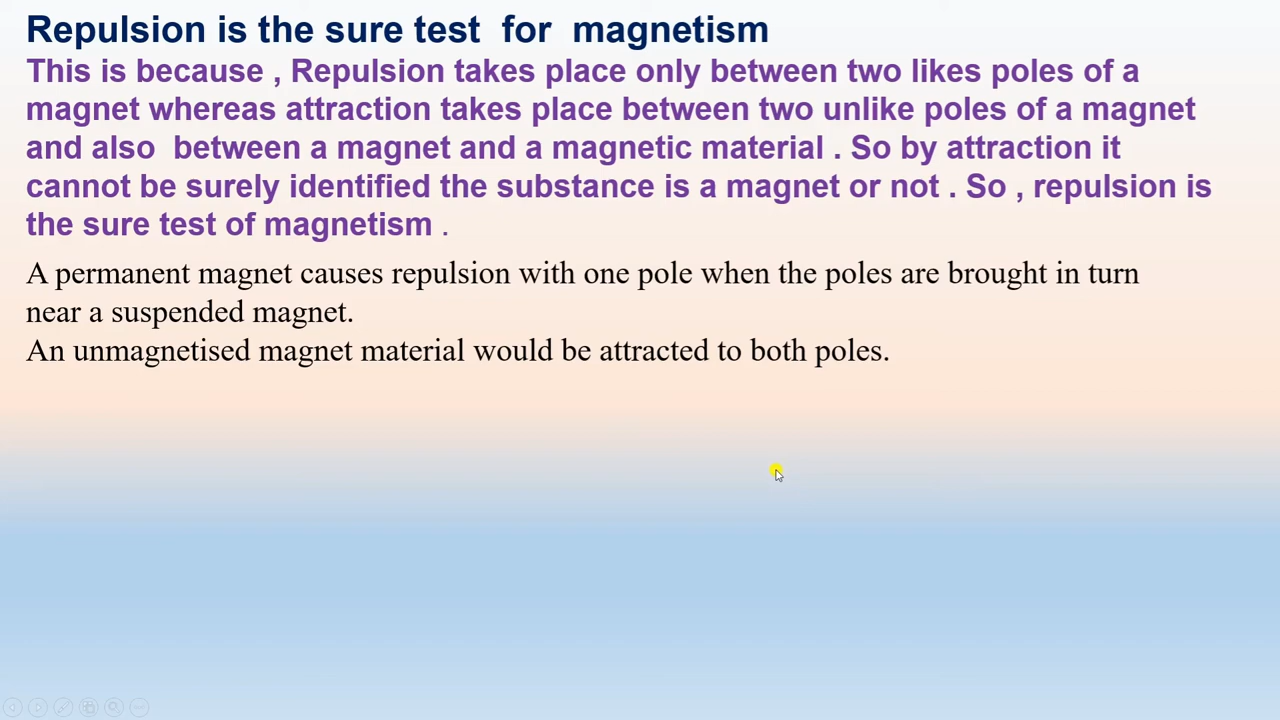 Repulsion is the sure test for magnetism
This is because , Repulsion takes place only between two likes poles of a
magnet whereas attraction takes place between two unlike poles of a magnet
and also between a magnet and a magnetic material . So by attraction it
cannot be surely identified the substance is a magnet or not . So , repulsion is
the sure test of magnetism .
A permanent magnet causes repulsion with one pole when the poles are brought in turn
near a suspended magnet.
An unmagnetised magnet material would be attracted to both poles.